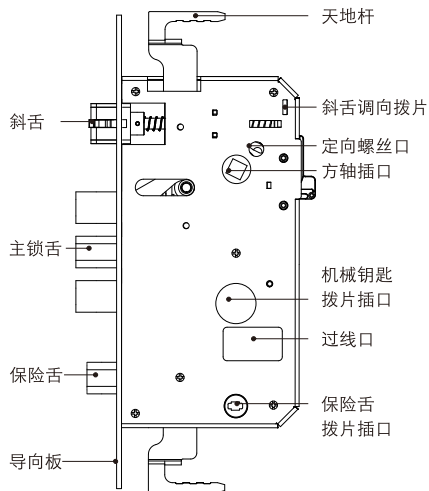 天地杆
斜舌
斜舌调向拨片
定向螺丝口
方轴插口
主锁舌
机械钥匙
拨片插口
过线口
保险舌
保险舌
拨片插口
导向板